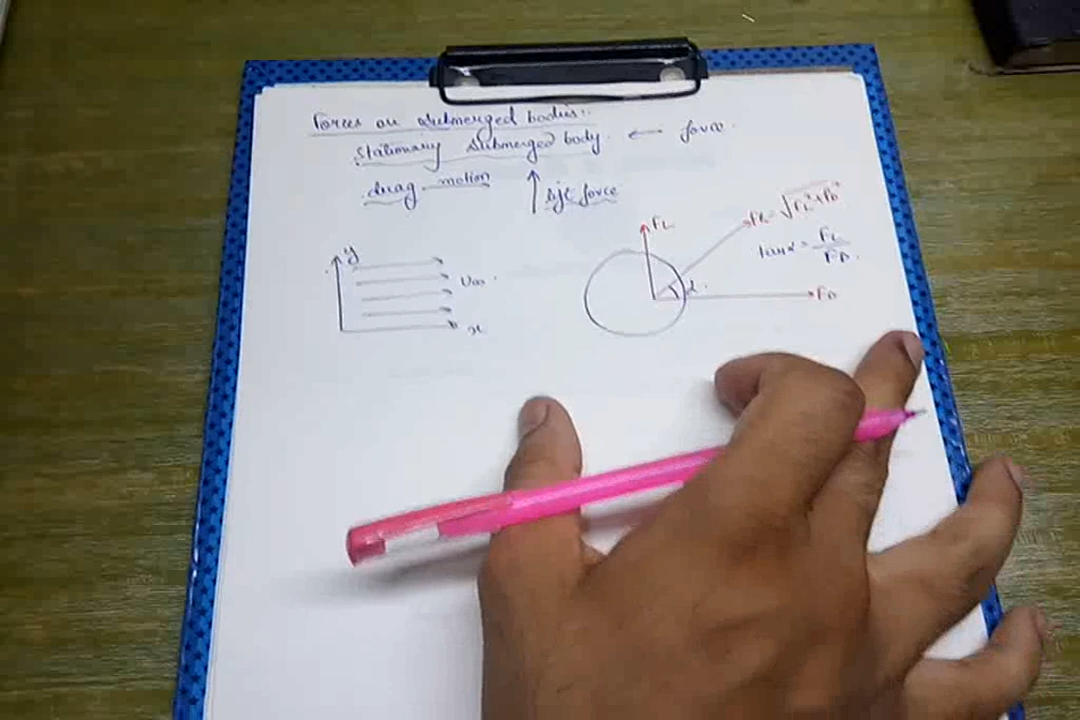 Forces on submerged bodies:-
Stationary submerged body. ← force.
drag motion ↑ lift force
y
U∞
x
FL
FR = √FL²+FD²
tanα = FL/FD.
α
FD